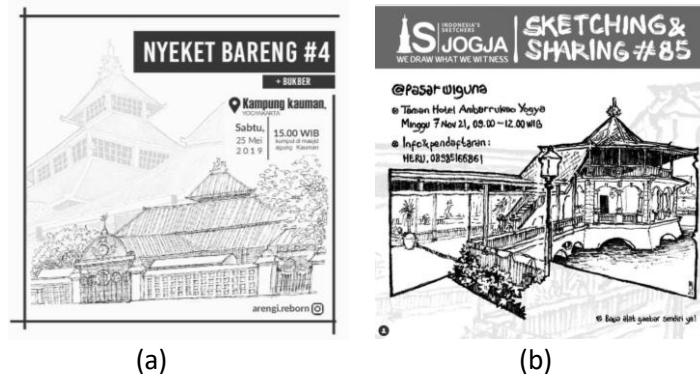 NYEKET BARENG #4
+ BUKBER
Kampung kauman,
YOGYAKARTA
Sabtu,
25 Mei
2019
15.00 WIB
kumpul di masjid
agung Kauman
arengi.reborn
(a)
INDONESIA'S
SKETCHERS
IS JOGJA
WE DRAW WHAT WE WITNESS
SKETCHING &
SHARING #85
@pasar wiguna
Taman Hotel Ambarrukmo Yogya
Minggu 7 Nov 21, 09.00-12.00 WIB
Info & pendaftaran:
HERU,
Bawa alat gambar sendiri ya!
(b)